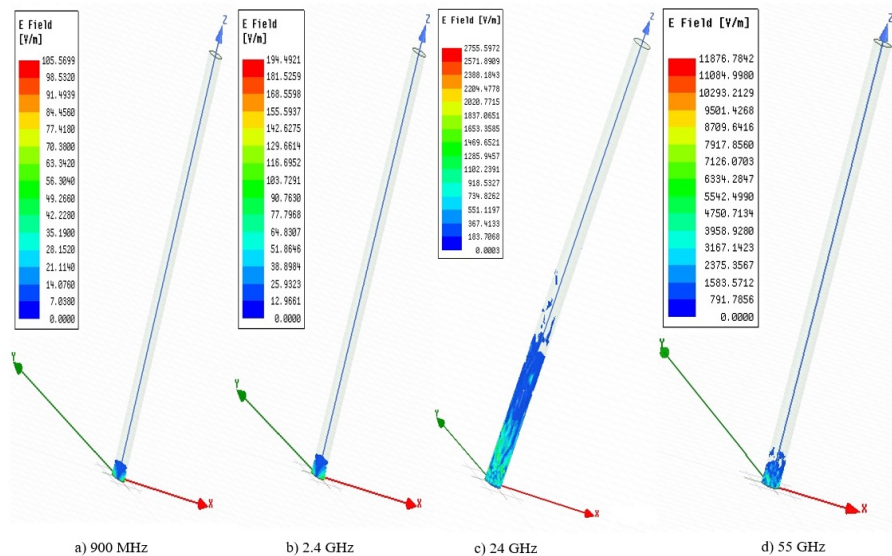 E Field
[V/m]
105.5699
98.5320
91.4939
84.4560
77.4180
70.3800
63.3420
56.3040
49.2660
42.2280
35.1900
28.1520
21.1140
14.0760
7.0380
0.0000
Z
Y
X
a) 900 MHz
E Field
[V/m]
194.4921
181.5259
168.5598
155.5937
142.6275
129.6614
116.6952
103.7291
90.7630
77.7968
64.8307
51.8646
38.8984
25.9323
12.9661
0.0000
Z
Y
X
b) 2.4 GHz
E Field
[V/m]
2755.5972
2571.8909
2388.1843
2204.4778
2020.7715
1837.0651
1653.3585
1469.6521
1285.9457
1102.2391
918.5327
734.8262
551.1197
367.4133
183.7068
0.0003
Z
Y
X
c) 24 GHz
E Field
[V/m]
11876.7842
11084.9980
10293.2129
9501.4268
8709.6416
7917.8560
7126.0703
6334.2847
5542.4990
4750.7134
3958.9280
3167.1423
2375.3567
1583.5712
791.7856
0.0000
Z
Y
X
d) 55 GHz